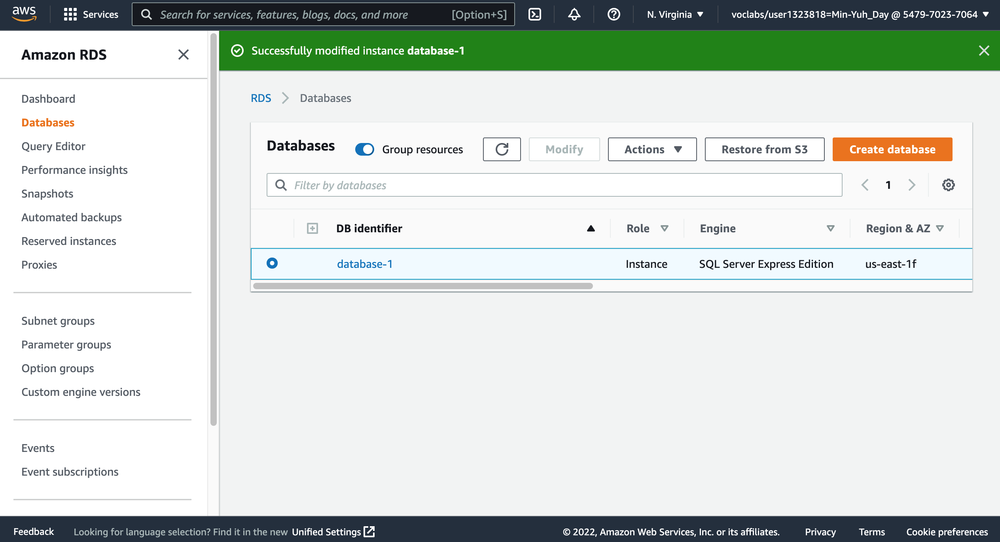 aws
Services
Search for services, features, blogs, docs, and more [Option+S]
N. Virginia
voclabs/user1323818=Min-Yuh_Day @ 5479-7023-7064
Amazon RDS
Dashboard
Databases
Query Editor
Performance insights
Snapshots
Automated backups
Reserved instances
Proxies
Subnet groups
Parameter groups
Option groups
Custom engine versions
Events
Event subscriptions
Successfully modified instance database-1
RDS > Databases
Databases
Group resources
Modify
Actions
Restore from S3
Create database
Filter by databases
1
DB identifier Role Engine Region & AZ
database-1 Instance SQL Server Express Edition us-east-1f
Feedback
Looking for language selection? Find it in the new Unified Settings
© 2022, Amazon Web Services, Inc. or its affiliates.
Privacy
Terms
Cookie preferences